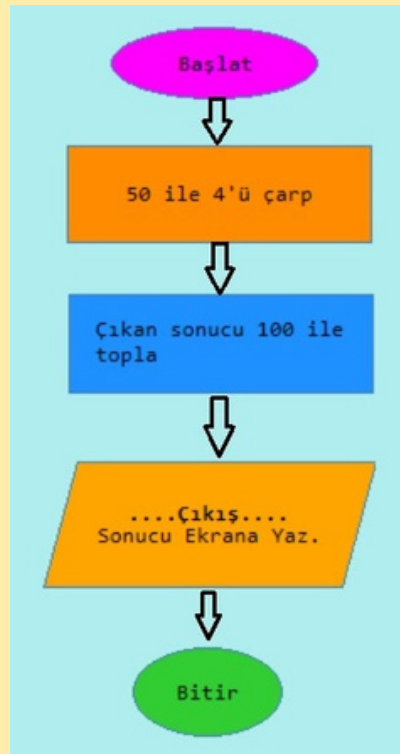 Başlat
50 ile 4'ü çarp
Çıkan sonucu 100 ile
topla
....Çıkış....
Sonucu Ekrana Yaz.
Bitir